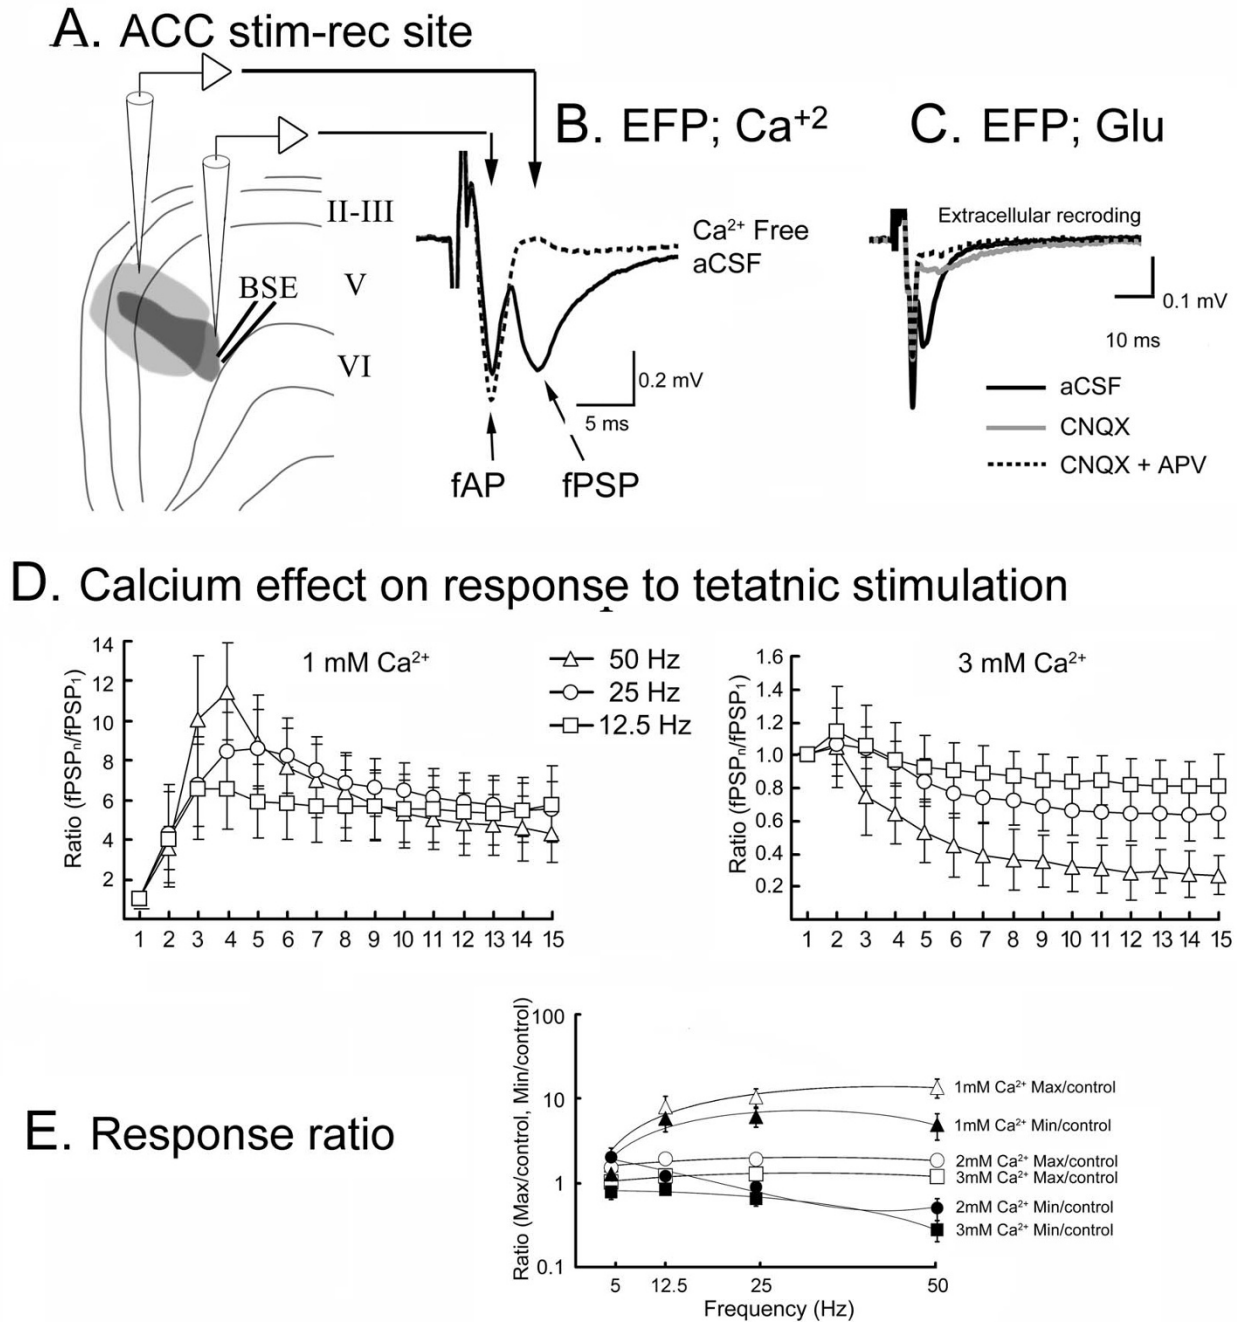 A. ACC stim-rec site
B. EFP; Ca+2
C. EFP; Glu
II-III
V
BSE
VI
Ca2+ Free
aCSF
0.2 mV
5 ms
fAP
fPSP
Extracellular recroding
0.1 mV
10 ms
aCSF
CNQX
CNQX + APV
D. Calcium effect on response to tetatnic stimulation
Ratio (fPSPn/fPSP1)
14
12
10
8
6
4
2
1 mM Ca2+
1 2 3 4 5 6 7 8 9 10 11 12 13 14 15
50 Hz
25 Hz
12.5 Hz
Ratio (fPSPn/fPSP1)
1.6
1.4
1.2
1.0
0.8
0.6
0.4
0.2
3 mM Ca2+
1 2 3 4 5 6 7 8 9 10 11 12 13 14 15
E. Response ratio
Ratio (Max/control, Min/control)
100
10
1
0.1
1mM Ca2+ Max/control
1mM Ca2+ Min/control
2mM Ca2+ Max/control
3mM Ca2+ Max/control
2mM Ca2+ Min/control
3mM Ca2+ Min/control
5 12.5 25 50
Frequency (Hz)